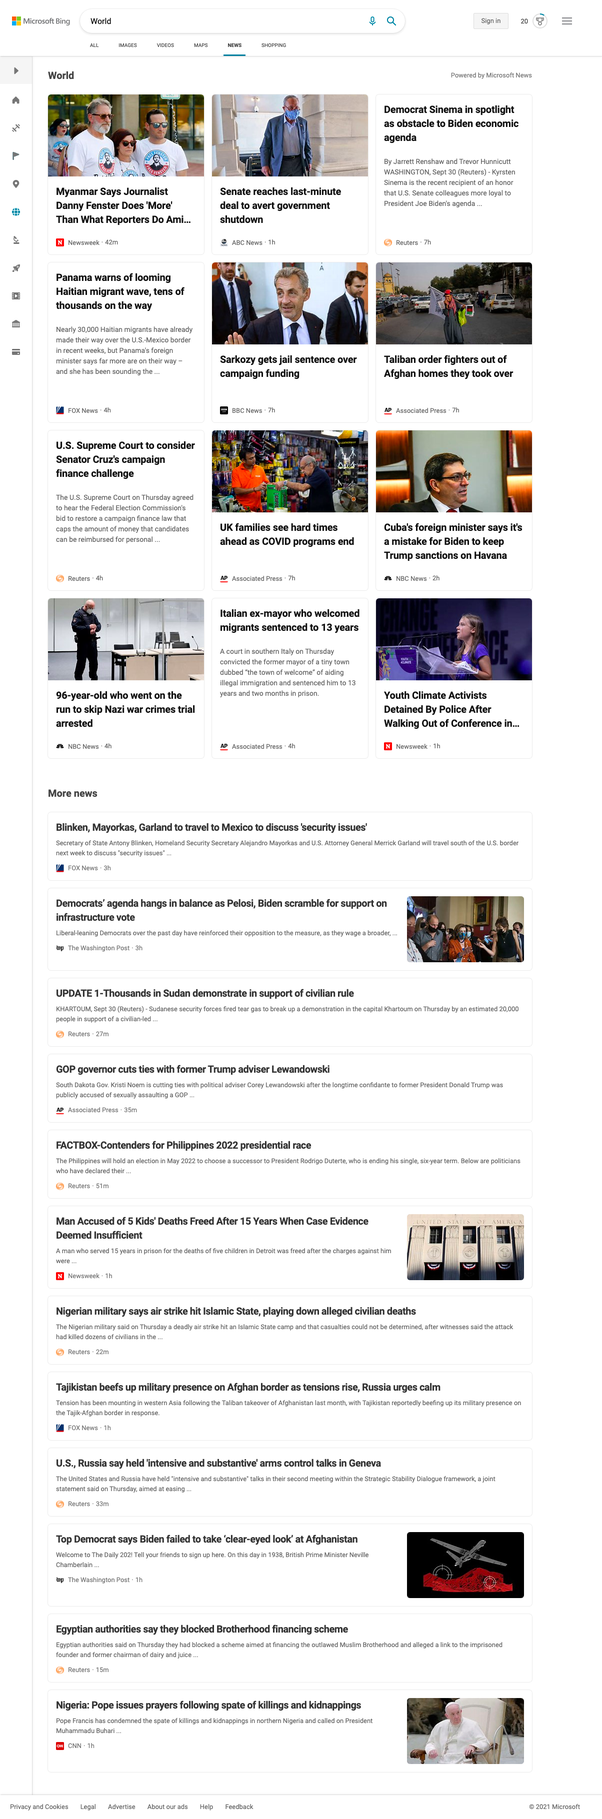 Microsoft Bing
World
Sign in
20
ALL
IMAGES
VIDEOS
MAPS
NEWS
SHOPPING
World
Powered by Microsoft News
Myanmar Says Journalist
Danny Fenster Does 'More'
Than What Reporters Do Ami...
Newsweek · 42m
Senate reaches last-minute
deal to avert government
shutdown
ABC News · 1h
Democrat Sinema in spotlight
as obstacle to Biden economic
agenda
By Jarrett Renshaw and Trevor Hunnicutt
WASHINGTON, Sept 30 (Reuters) - Kyrsten
Sinema is the recent recipient of an honor
that U.S. Senate colleagues more loyal to
President Joe Biden's agenda ...
Reuters · 7h
Panama warns of looming
Haitian migrant wave, tens of
thousands on the way
Nearly 30,000 Haitian migrants have already
made their way over the U.S.-Mexico border
in recent weeks, but Panama's foreign
minister says far more are on their way –
and she has been sounding the ...
FOX News · 4h
Sarkozy gets jail sentence over
campaign funding
BBC News · 7h
Taliban order fighters out of
Afghan homes they took over
AP Associated Press · 7h
U.S. Supreme Court to consider
Senator Cruz's campaign
finance challenge
The U.S. Supreme Court on Thursday agreed
to hear the Federal Election Commission's
bid to restore a campaign finance law that
caps the amount of money that candidates
can be reimbursed for personal ...
Reuters · 4h
UK families see hard times
ahead as COVID programs end
AP Associated Press · 7h
Cuba's foreign minister says it's
a mistake for Biden to keep
Trump sanctions on Havana
NBC News · 2h
96-year-old who went on the
run to skip Nazi war crimes trial
arrested
NBC News · 4h
Italian ex-mayor who welcomed
migrants sentenced to 13 years
A court in southern Italy on Thursday
convicted the former mayor of a tiny town
dubbed "the town of welcome" of aiding
illegal immigration and sentenced him to 13
years and two months in prison.
AP Associated Press · 4h
Youth Climate Activists
Detained By Police After
Walking Out of Conference in...
Newsweek · 1h
More news
Blinken, Mayorkas, Garland to travel to Mexico to discuss 'security issues'
Secretary of State Antony Blinken, Homeland Security Secretary Alejandro Mayorkas and U.S. Attorney General Merrick Garland will travel south of the U.S. border
next week to discuss "security issues" ...
FOX News · 3h
Democrats' agenda hangs in balance as Pelosi, Biden scramble for support on
infrastructure vote
Liberal-leaning Democrats over the past day have reinforced their opposition to the measure, as they wage a broader, ...
wp The Washington Post · 3h
UPDATE 1-Thousands in Sudan demonstrate in support of civilian rule
KHARTOUM, Sept 30 (Reuters) - Sudanese security forces fired tear gas to break up a demonstration in the capital Khartoum on Thursday by an estimated 20,000
people in support of a civilian-led ...
Reuters · 27m
GOP governor cuts ties with former Trump adviser Lewandowski
South Dakota Gov. Kristi Noem is cutting ties with political adviser Corey Lewandowski after the longtime confidante to former President Donald Trump was
publicly accused of sexually assaulting a GOP ...
AP Associated Press · 35m
FACTBOX-Contenders for Philippines 2022 presidential race
The Philippines will hold an election in May 2022 to choose a successor to President Rodrigo Duterte, who is ending his single, six-year term. Below are politicians
who have declared their ...
Reuters · 51m
Man Accused of 5 Kids' Deaths Freed After 15 Years When Case Evidence
Deemed Insufficient
A man who served 15 years in prison for the deaths of five children in Detroit was freed after the charges against him
were ...
Newsweek · 1h
UNITED STATES OF AMERICA
Nigerian military says air strike hit Islamic State, playing down alleged civilian deaths
The Nigerian military said on Thursday a deadly air strike hit an Islamic State camp and that casualties could not be determined, after witnesses said the attack
had killed dozens of civilians in the ...
Reuters · 22m
Tajikistan beefs up military presence on Afghan border as tensions rise, Russia urges calm
Tension has been mounting in western Asia following the Taliban takeover of Afghanistan last month, with Tajikistan reportedly beefing up its military presence on
the Tajik-Afghan border in response.
FOX News · 1h
U.S., Russia say held 'intensive and substantive' arms control talks in Geneva
The United States and Russia have held "intensive and substantive" talks in their second meeting within the Strategic Stability Dialogue framework, a joint
statement said on Thursday, aimed at easing ...
Reuters · 33m
Top Democrat says Biden failed to take 'clear-eyed look' at Afghanistan
Welcome to The Daily 202! Tell your friends to sign up here. On this day in 1938, British Prime Minister Neville
Chamberlain ...
wp The Washington Post · 1h
Egyptian authorities say they blocked Brotherhood financing scheme
Egyptian authorities said on Thursday they had blocked a scheme aimed at financing the outlawed Muslim Brotherhood and alleged a link to the imprisoned
founder and former chairman of dairy and juice ...
Reuters · 15m
Nigeria: Pope issues prayers following spate of killings and kidnappings
Pope Francis has condemned the spate of killings and kidnappings in northern Nigeria and called on President
Muhammadu Buhari ...
CNN · 1h
Privacy and Cookies
Legal
Advertise
About our ads
Help
Feedback
© 2021 Microsoft